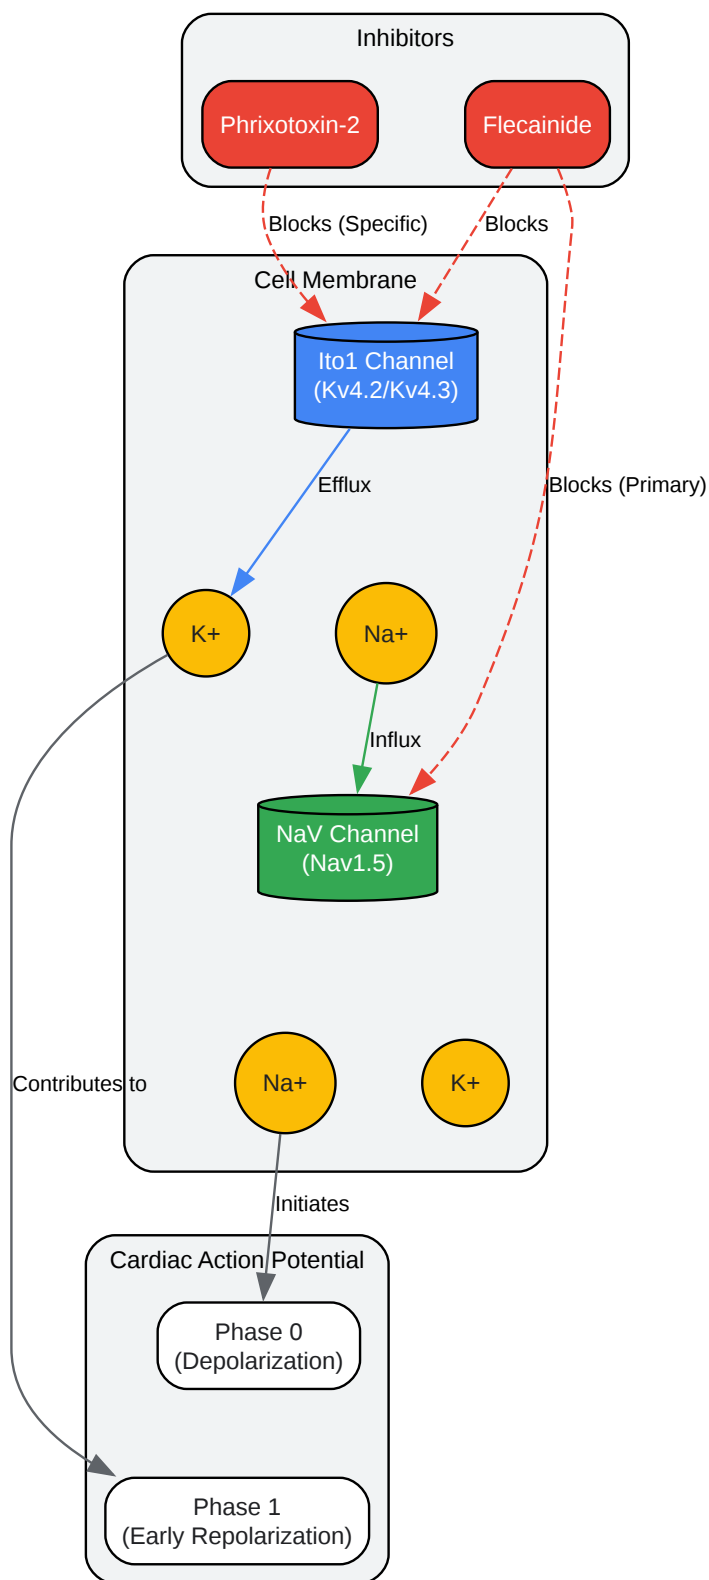 Inhibitors
Phrixotoxin-2
Flecainide
Blocks (Specific)
Blocks
Cell Membrane
Ito1 Channel
(Kv4.2/Kv4.3)
Efflux
Blocks (Primary)
K+
Na+
Influx
NaV Channel
(Nav1.5)
Na+
K+
Contributes to
Initiates
Cardiac Action Potential
Phase 0
(Depolarization)
Phase 1
(Early Repolarization)